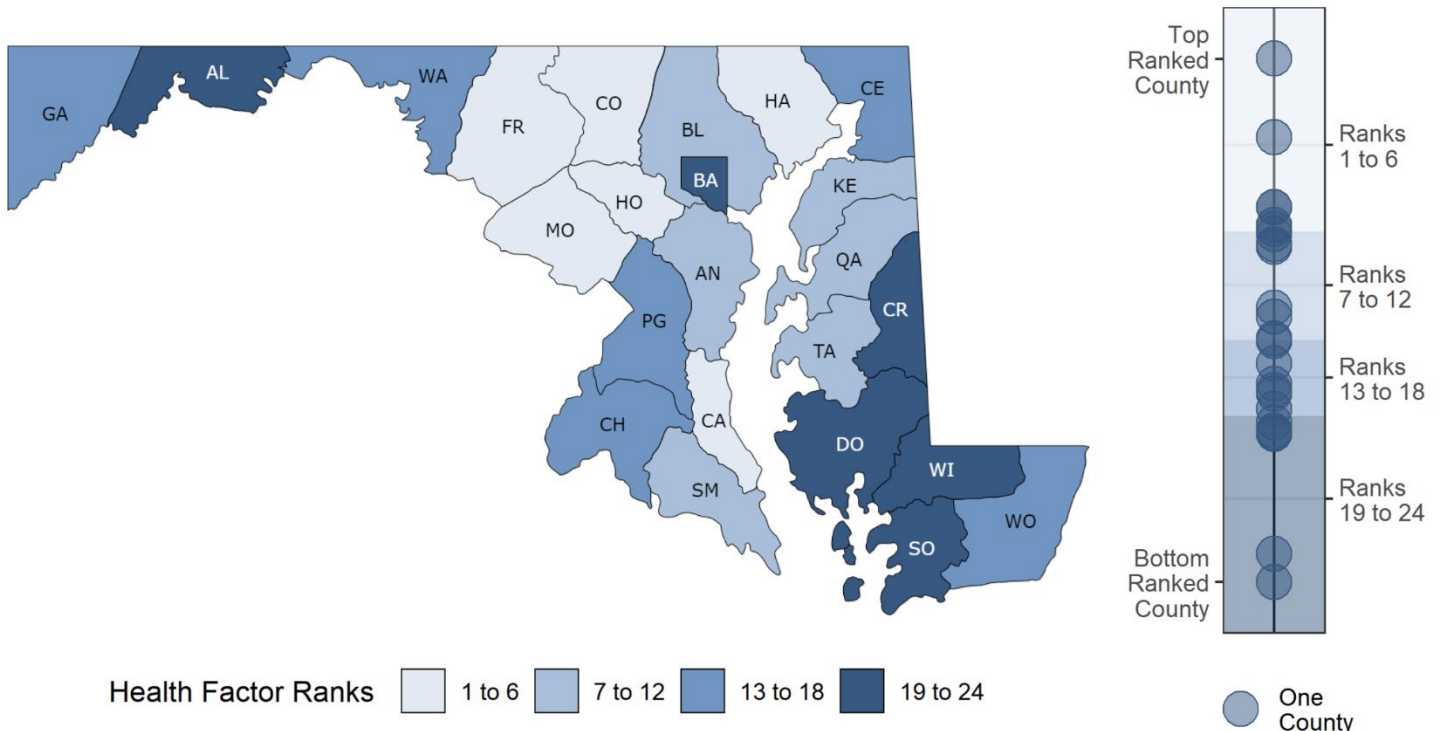 AL
WA
GA
FR
CO
BL
HA
CE
BA
KE
HO
MO
QA
AN
CR
PG
TA
CH
CA
DO
WI
SM
WO
SO
Top
Ranked
County
Ranks
1 to 6
Ranks
7 to 12
Ranks
13 to 18
Ranks
19 to 24
Bottom
Ranked
County
Health Factor Ranks 1 to 6 7 to 12 13 to 18 19 to 24
One
County